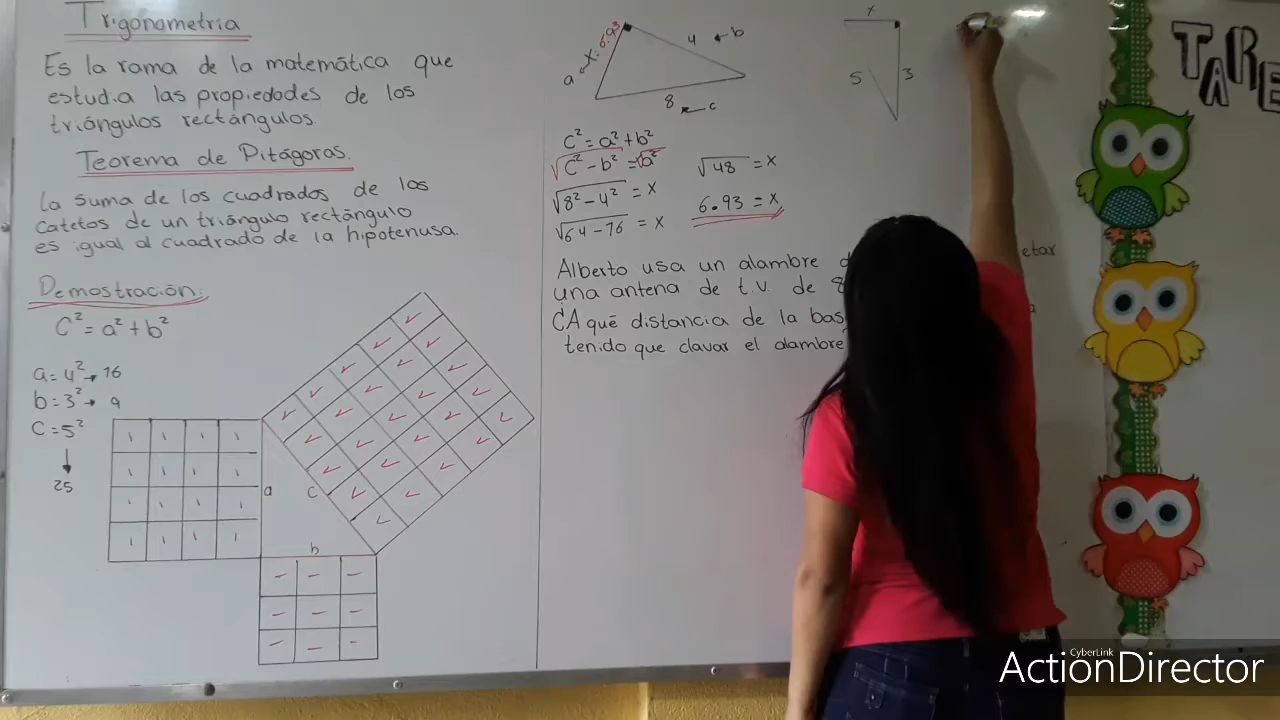 Trigonometría
Es la rama de la matemática que
estudia las propiedades de los
triángulos rectángulos.
Teorema de Pitágoras.
la suma de los cuadrados de los
catetos de un triángulo rectángulo
es igual al cuadrado de la hipotenusa.
Demostración:
C² = a² + b²
a = 4² → 16
b = 3² → 9
C = 5²
↓
25
a
c
b
a ← X: 6.93
4 ← b
8 ← c
C² = a² + b²
√C² - b² = √a²
√8² - 4² = X
√64 - 16 = X
√48 = X
6.93 = X
x
5
3
Alberto usa un alambre d
etar
una antena de t.v. de 8
a
¿A qué distancia de la bas
tenido que clavar el alambre
TARE
CyberLink
ActionDirector